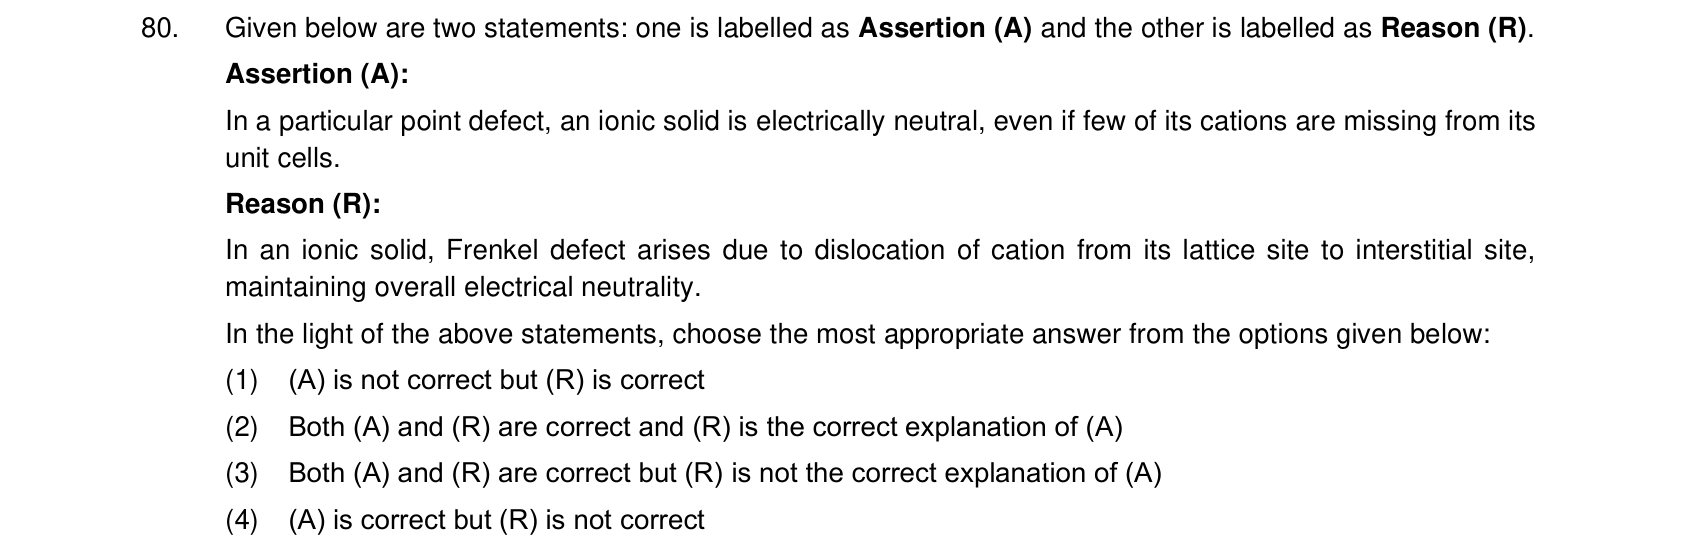 80. Given below are two statements: one is labelled as Assertion (A) and the other is labelled as Reason (R).
Assertion (A):
In a particular point defect, an ionic solid is electrically neutral, even if few of its cations are missing from its
unit cells.
Reason (R):
In an ionic solid, Frenkel defect arises due to dislocation of cation from its lattice site to interstitial site,
maintaining overall electrical neutrality.
In the light of the above statements, choose the most appropriate answer from the options given below:
(1) (A) is not correct but (R) is correct
(2) Both (A) and (R) are correct and (R) is the correct explanation of (A)
(3) Both (A) and (R) are correct but (R) is not the correct explanation of (A)
(4) (A) is correct but (R) is not correct